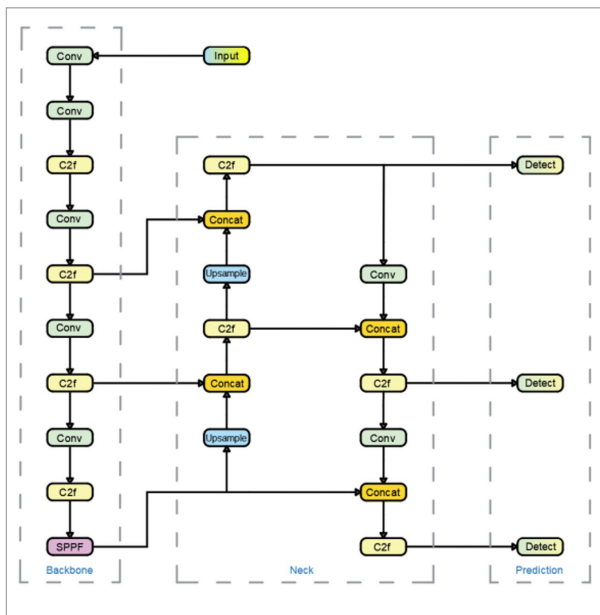 Conv
Input
Conv
C2f
C2f
Detect
Conv
Concat
C2f
Upsample
Conv
Conv
C2f
Concat
C2f
Concat
C2f
Detect
Conv
Upsample
Conv
C2f
Concat
SPPF
C2f
Detect
Backbone
Neck
Prediction